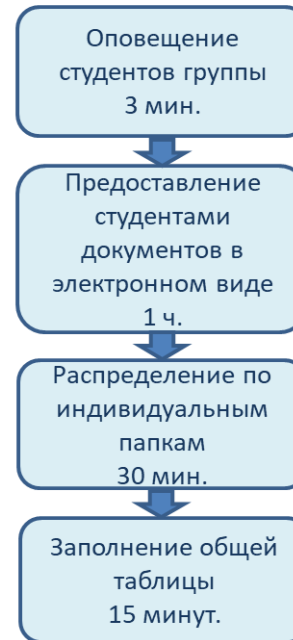 Оповещение
студентов группы
3 мин.
Предоставление
студентами
документов в
электронном виде
1 ч.
Распределение по
индивидуальным
папкам
30 мин.
Заполнение общей
таблицы
15 минут.